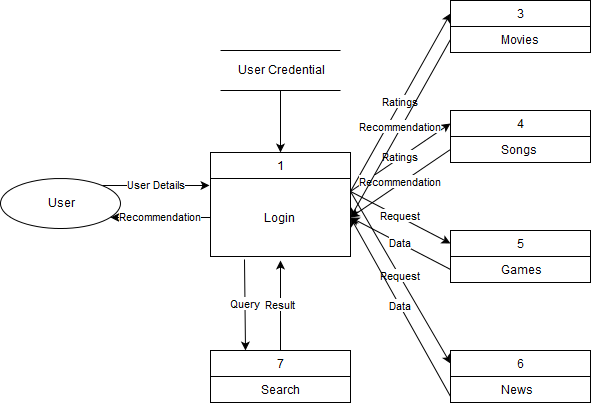 3
Movies
User Credential
Ratings
Recommendation
4
Ratings
Songs
1
Recommendation
User Details
User
Login
Recommendation
Request
5
Data
Games
Request
Query
Result
Data
7
6
Search
News